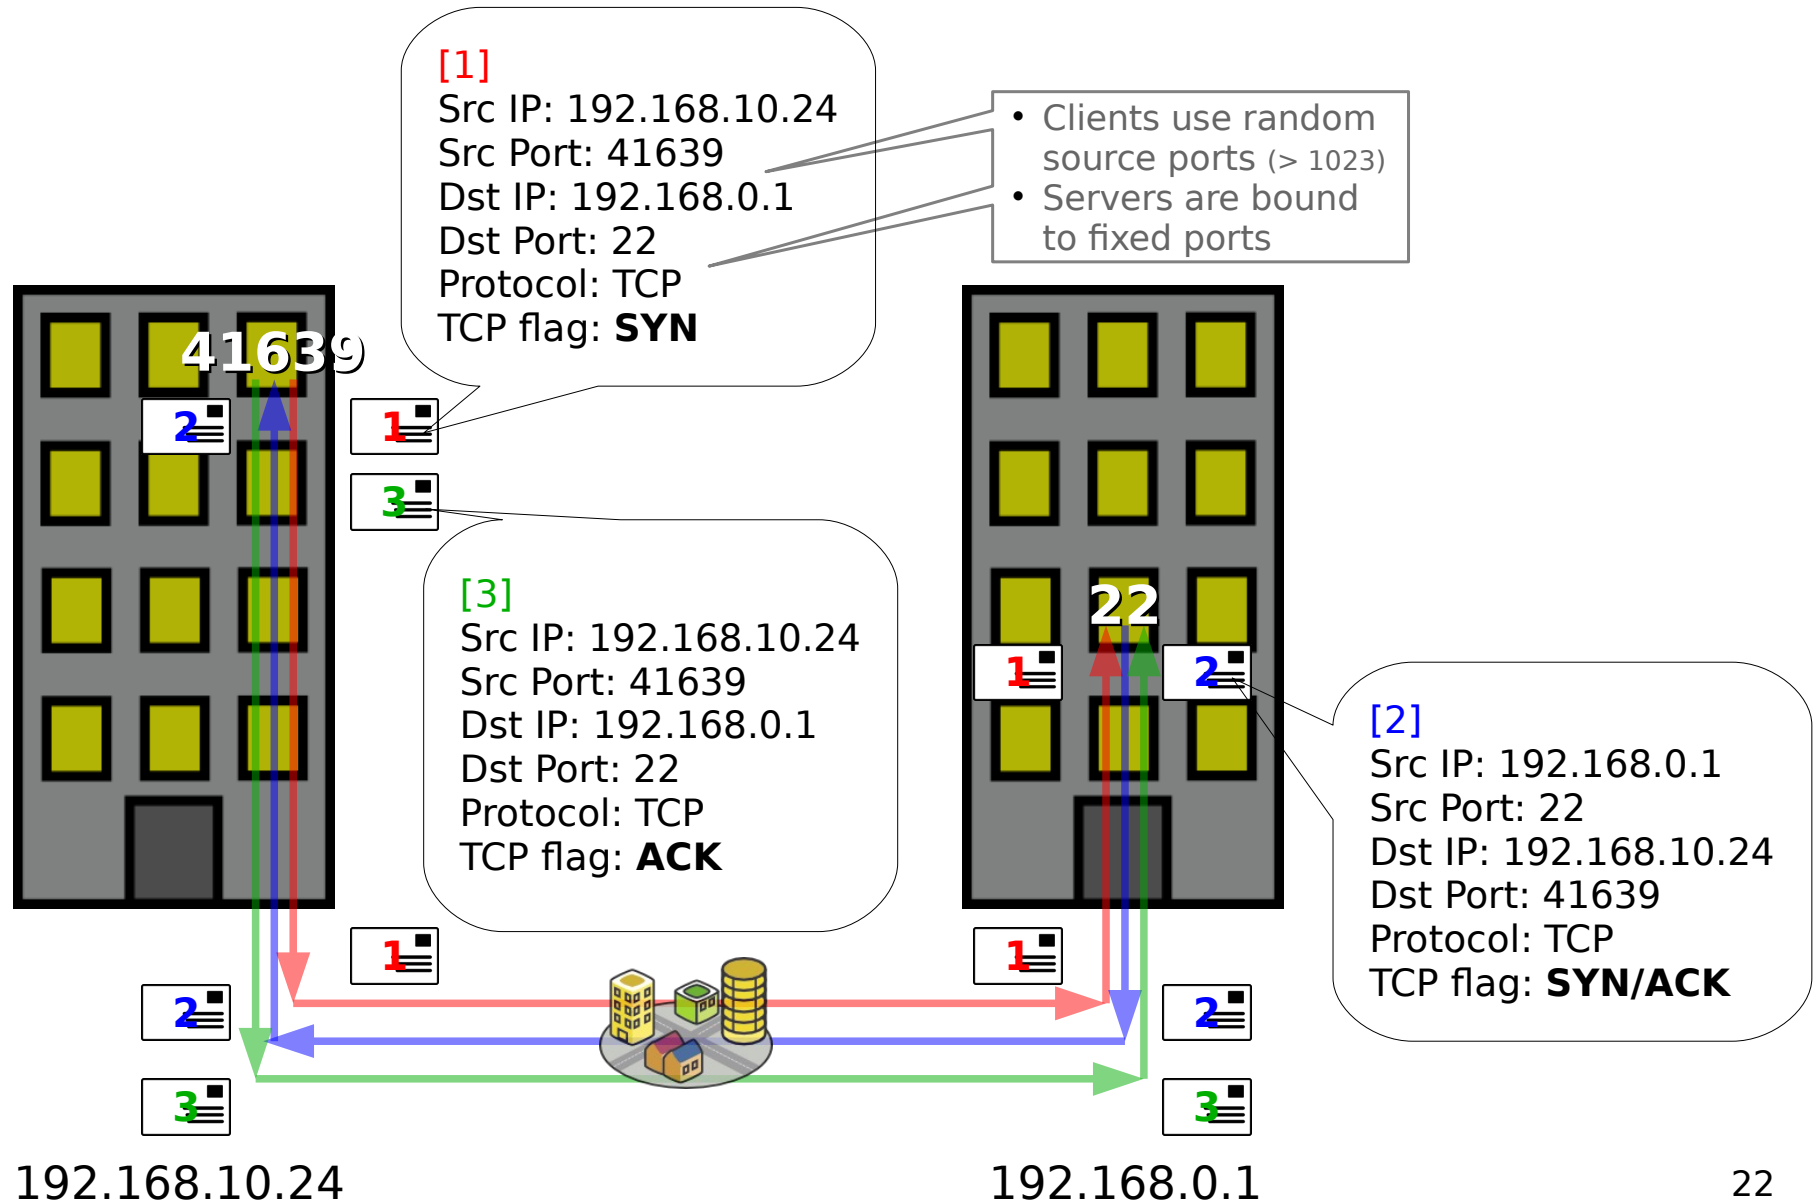 [1]
Src IP: 192.168.10.24
Src Port: 41639
Dst IP: 192.168.0.1
Dst Port: 22
Protocol: TCP
TCP flag: SYN
• Clients use random
source ports (> 1023)
• Servers are bound
to fixed ports
41639
2
1
3
[3]
Src IP: 192.168.10.24
Src Port: 41639
Dst IP: 192.168.0.1
Dst Port: 22
Protocol: TCP
TCP flag: ACK
22
1
2
[2]
Src IP: 192.168.0.1
Src Port: 22
Dst IP: 192.168.10.24
Dst Port: 41639
Protocol: TCP
TCP flag: SYN/ACK
1
1
2
2
3
3
192.168.10.24
192.168.0.1
22